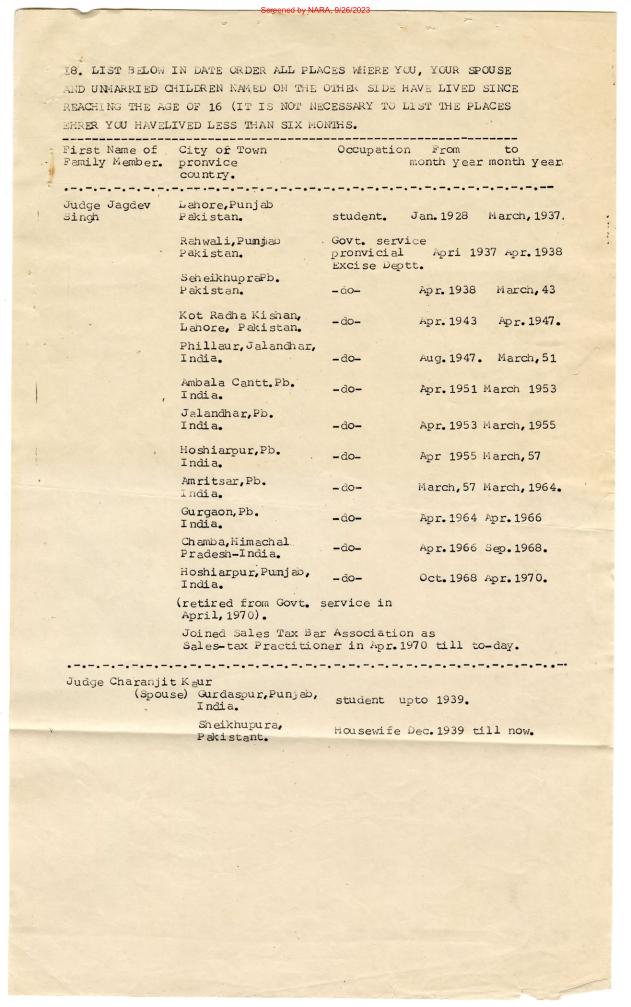 Screened by NARA, 9/26/2023
18. LIST BELOW IN DATE ORDER ALL PLACES WHERE YOU, YOUR SPOUSE
AND UNMARRIED CHILDREN NAMED ON THE OTHER SIDE HAVE LIVED SINCE
REACHING THE AGE OF 16 (IT IS NOT NECESSARY TO LIST THE PLACES
EHRER YOU HAVELIVED LESS THAN SIX MONTHS.
First Name of City of Town Occupation From to
Family Member. pronvice month year month year.
country.
Judge Jagdev Lahore,Punjab
Singh Pakistan. student. Jan.1928 March,1937.
Rahwali,Punjab Govt. service
Pakistan. pronvicial Apri 1937 Apr.1938
Excise Deptt.
SeheikhupraPb.
Pakistan. -do- Apr.1938 March,43
Kot Radha Kishan,
Lahore, Pakistan. -do- Apr.1943 Apr.1947.
Phillaur,Jalandhar,
India. -do- Aug.1947. March,51
Ambala Cantt.Pb. -do- Apr.1951 March 1953
India.
Jalandhar,Pb.
India. -do- Apr.1953 March,1955
Hoshiarpur,Pb. -do- Apr 1955 March,57
India.
Amritsar,Pb. -do- March,57 March,1964.
India.
Gurgaon,Pb. -do- Apr.1964 Apr.1966
India.
Chamba,Himachal -do- Apr.1966 Sep.1968.
Pradesh-India.
Hoshiarpur,Punjab, -do- Oct.1968 Apr.1970.
India.
(retired from Govt. service in
April,1970).
Joined Sales Tax Bar Association as
Sales-tax Practitioner in Apr.1970 till to-day.
Judge Charanjit Kaur
(Spouse) Gurdaspur,Punjab, student upto 1939.
India.
Sheikhupura, Housewife Dec.1939 till now.
Pakistant.